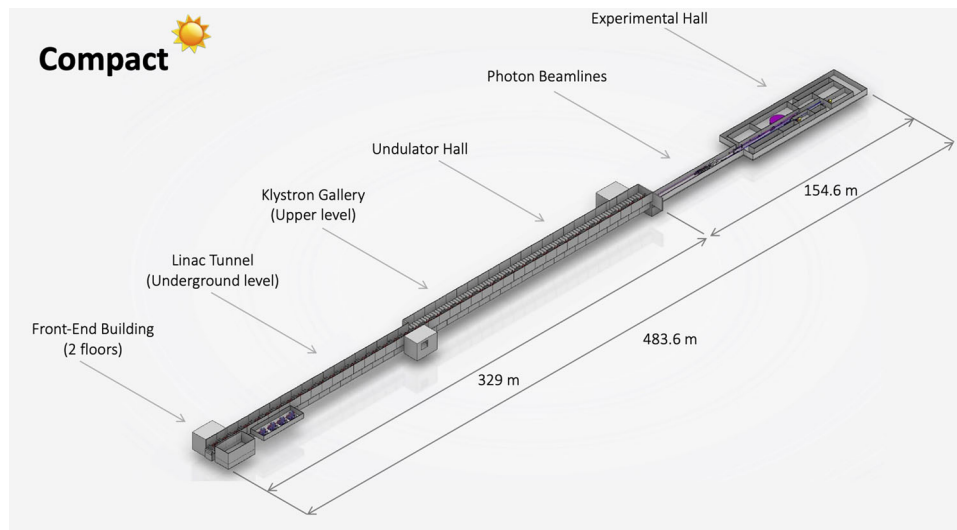 Compact
Experimental Hall
Photon Beamlines
Undulator Hall
Klystron Gallery
(Upper level)
Linac Tunnel
(Underground level)
Front-End Building
(2 floors)
154.6 m
483.6 m
329 m